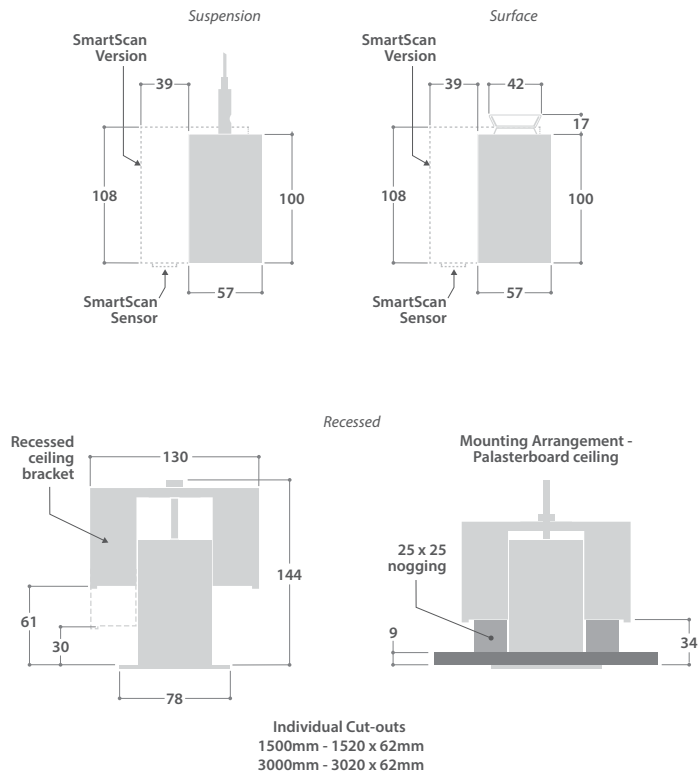 Suspension
SmartScan
Version
39
108
100
57
SmartScan
Sensor
Surface
SmartScan
Version
39
42
17
108
100
57
SmartScan
Sensor
Recessed
Recessed
ceiling
bracket
130
144
61
30
78
Mounting Arrangement -
Palasterboard ceiling
25 x 25
nogging
9
34
Individual Cut-outs
1500mm - 1520 x 62mm
3000mm - 3020 x 62mm